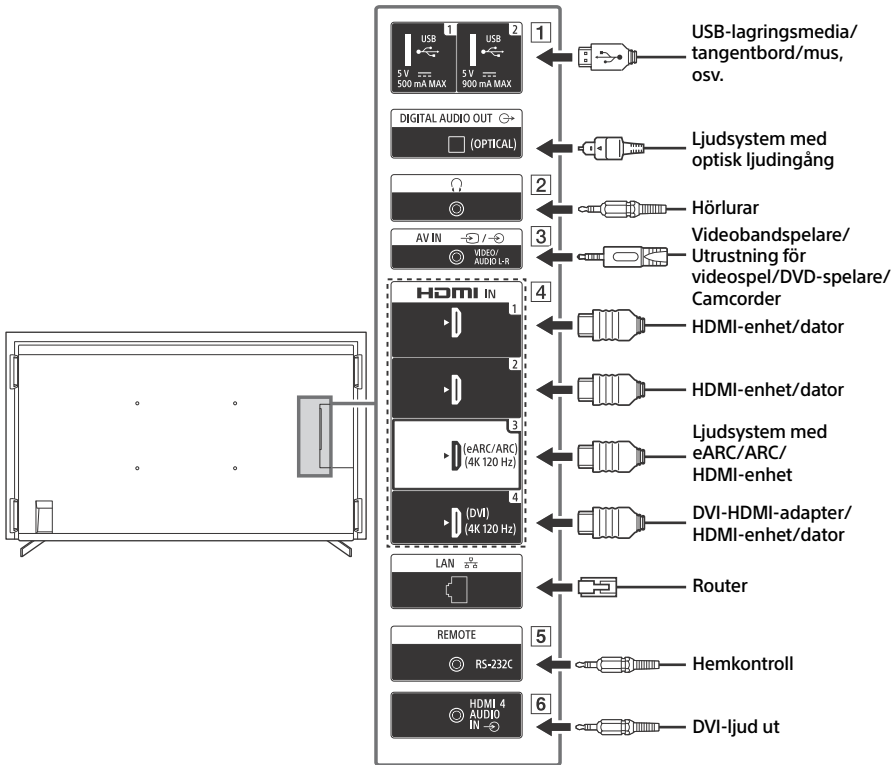 1
USB
5 V
500 mA MAX
2
USB
5 V
900 mA MAX
1
USB-lagringsmedia/
tangentbord/mus,
osv.
DIGITAL AUDIO OUT
(OPTICAL)
Ljudsystem med
optisk ljudingång
2
Hörlurar
AV IN
/
VIDEO/
AUDIO L-R
3
Videobandspelare/
Utrustning för
videospel/DVD-spelare/
Camcorder
HDMI IN
4
1
HDMI-enhet/dator
2
HDMI-enhet/dator
3
(eARC/ARC)
(4K 120 Hz)
Ljudsystem med
eARC/ARC/
HDMI-enhet
4
(DVI)
(4K 120 Hz)
DVI-HDMI-adapter/
HDMI-enhet/dator
LAN
Router
REMOTE
5
RS-232C
Hemkontroll
HDMI 4
AUDIO
IN
6
DVI-ljud ut